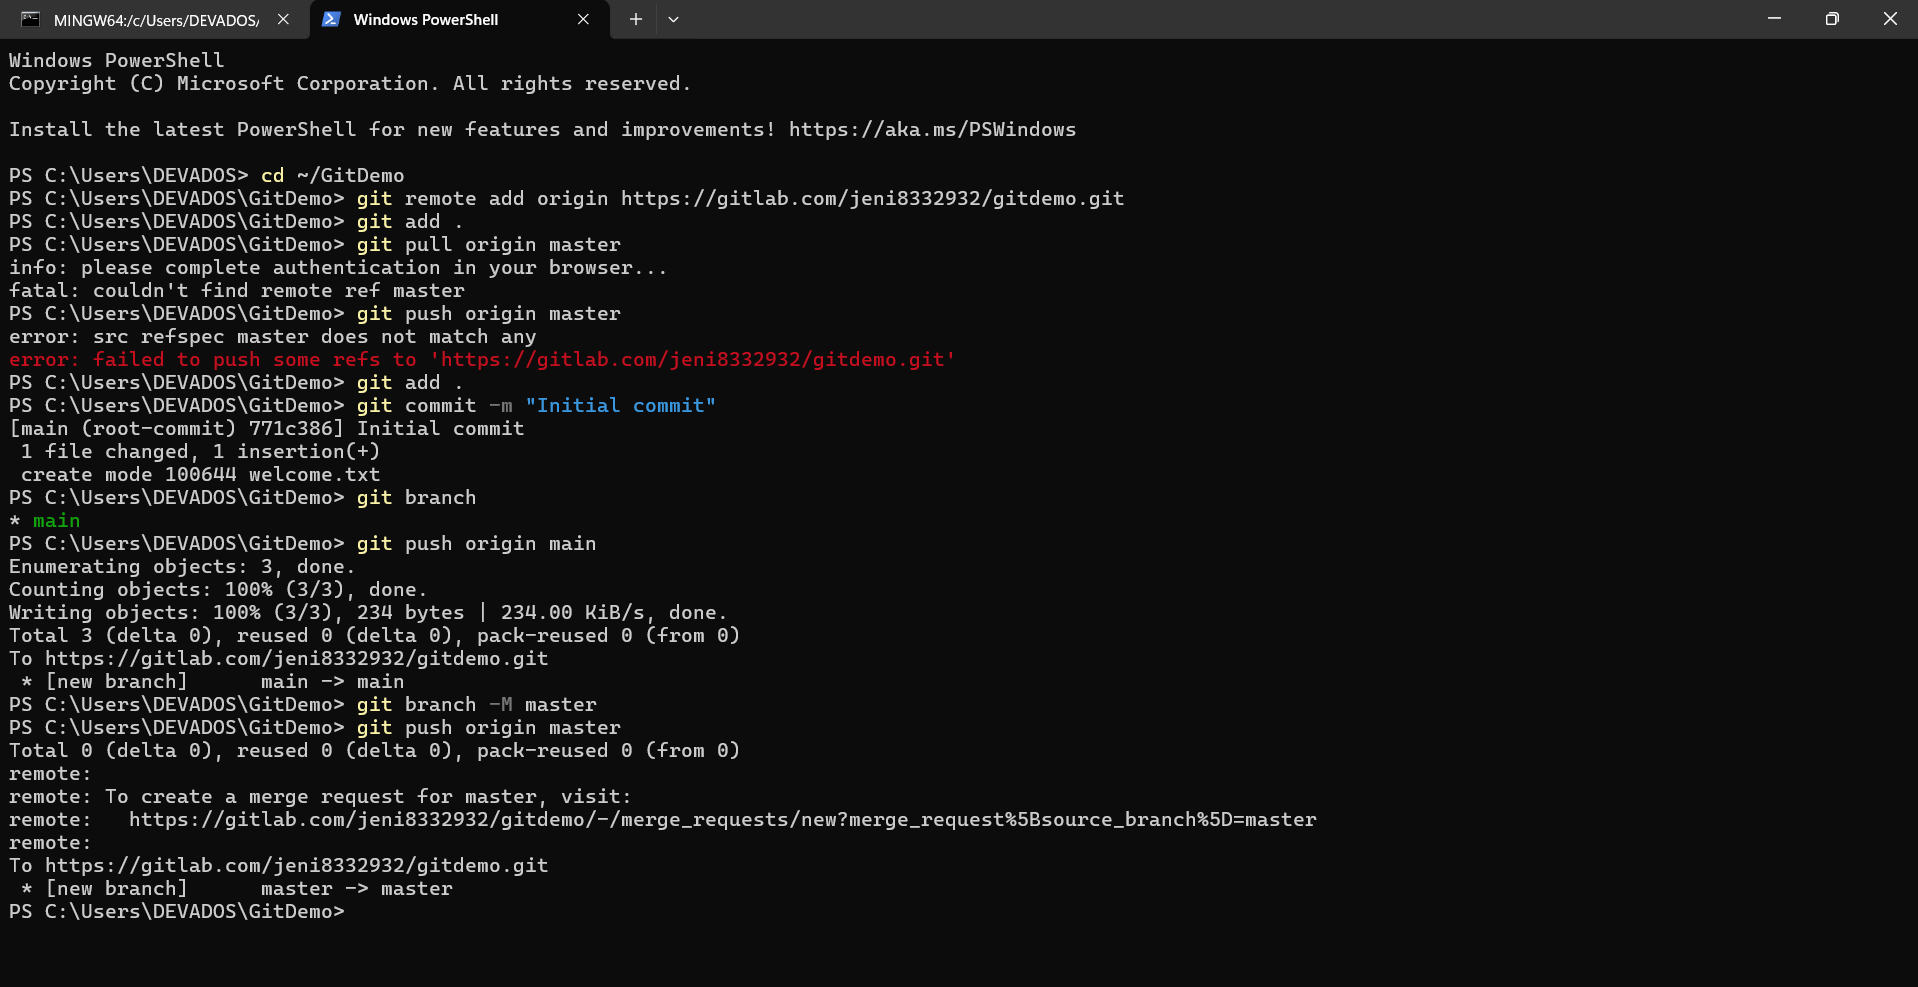 MINGW64:/c/Users/DEVADOS/
Windows PowerShell
Windows PowerShell
Copyright (C) Microsoft Corporation. All rights reserved.
Install the latest PowerShell for new features and improvements! https://aka.ms/PSWindows
PS C:\Users\DEVADOS> cd ~/GitDemo
PS C:\Users\DEVADOS\GitDemo> git remote add origin https://gitlab.com/jeni8332932/gitdemo.git
PS C:\Users\DEVADOS\GitDemo> git add .
PS C:\Users\DEVADOS\GitDemo> git pull origin master
info: please complete authentication in your browser...
fatal: couldn't find remote ref master
PS C:\Users\DEVADOS\GitDemo> git push origin master
error: src refspec master does not match any
error: failed to push some refs to 'https://gitlab.com/jeni8332932/gitdemo.git'
PS C:\Users\DEVADOS\GitDemo> git add .
PS C:\Users\DEVADOS\GitDemo> git commit -m "Initial commit"
[main (root-commit) 771c386] Initial commit
 1 file changed, 1 insertion(+)
 create mode 100644 welcome.txt
PS C:\Users\DEVADOS\GitDemo> git branch
* main
PS C:\Users\DEVADOS\GitDemo> git push origin main
Enumerating objects: 3, done.
Counting objects: 100% (3/3), done.
Writing objects: 100% (3/3), 234 bytes | 234.00 KiB/s, done.
Total 3 (delta 0), reused 0 (delta 0), pack-reused 0 (from 0)
To https://gitlab.com/jeni8332932/gitdemo.git
 * [new branch]      main -> main
PS C:\Users\DEVADOS\GitDemo> git branch -M master
PS C:\Users\DEVADOS\GitDemo> git push origin master
Total 0 (delta 0), reused 0 (delta 0), pack-reused 0 (from 0)
remote:
remote: To create a merge request for master, visit:
remote:   https://gitlab.com/jeni8332932/gitdemo/-/merge_requests/new?merge_request%5Bsource_branch%5D=master
remote:
To https://gitlab.com/jeni8332932/gitdemo.git
 * [new branch]      master -> master
PS C:\Users\DEVADOS\GitDemo>